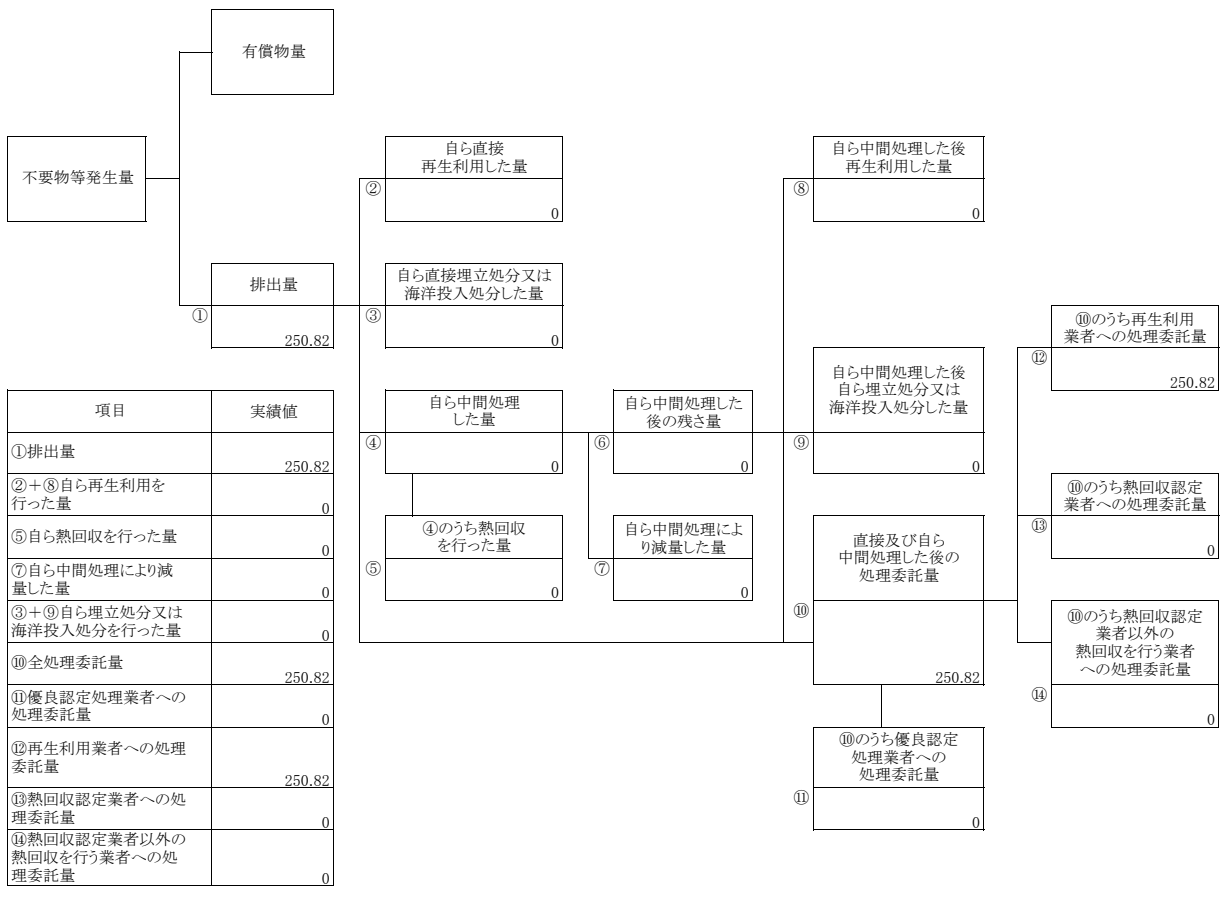 有償物量
不要物等発生量
排出量
①
250.82
自ら直接
再生利用した量
②
0
自ら直接埋立処分又は
海洋投入処分した量
③
0
自ら中間処理
した量
④
0
④のうち熱回収
を行った量
⑤
0
自ら中間処理した
後の残さ量
⑥
0
自ら中間処理によ
り減量した量
⑦
0
自ら中間処理した後
再生利用した量
⑧
0
自ら中間処理した後
自ら埋立処分又は
海洋投入処分した量
⑨
0
直接及び自ら
中間処理した後の
処理委託量
⑩
250.82
⑩のうち優良認定
処理業者への
処理委託量
⑪
0
⑩のうち再生利用
業者への処理委託量
⑫
250.82
⑩のうち熱回収認定
業者への処理委託量
⑬
0
⑩のうち熱回収認定
業者以外の
熱回収を行う業者
への処理委託量
⑭
0
項目 実績値
①排出量
250.82
②＋⑧自ら再生利用を
行った量
0
⑤自ら熱回収を行った量
0
⑦自ら中間処理により減
量した量
0
③＋⑨自ら埋立処分又は
海洋投入処分を行った量
0
⑩全処理委託量
250.82
⑪優良認定処理業者への
処理委託量
0
⑫再生利用業者への処理
委託量
250.82
⑬熱回収認定業者への処
理委託量
0
⑭熱回収認定業者以外の
熱回収を行う業者への処
理委託量
0